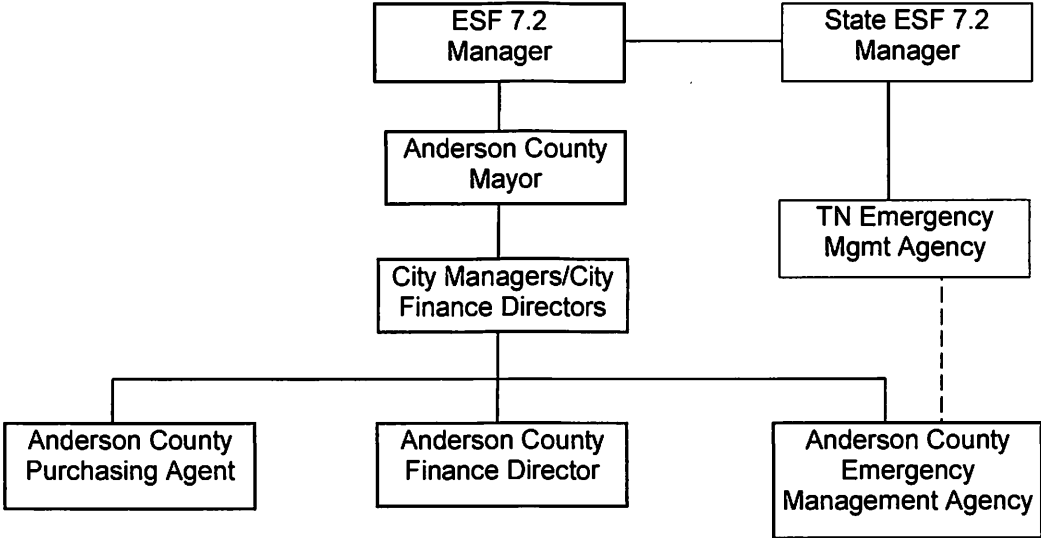 ESF 7.2
Manager
State ESF 7.2
Manager
Anderson County
Mayor
TN Emergency
Mgmt Agency
City Managers/City
Finance Directors
Anderson County
Purchasing Agent
Anderson County
Finance Director
Anderson County
Emergency
Management Agency